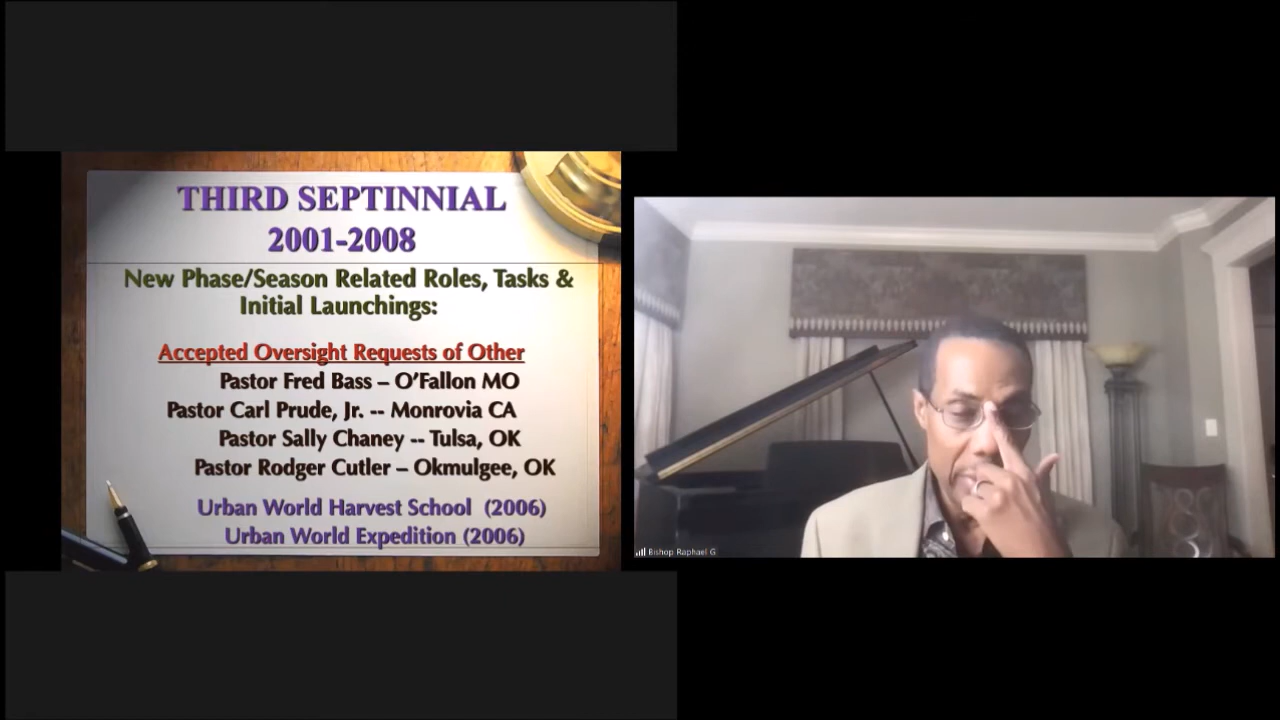 THIRD SEPTINNIAL
2001-2008
New Phase/Season Related Roles, Tasks &
Initial Launchings:
Accepted Oversight Requests of Other
Pastor Fred Bass – O'Fallon MO
Pastor Carl Prude, Jr. -- Monrovia CA
Pastor Sally Chaney -- Tulsa, OK
Pastor Rodger Cutler – Okmulgee, OK
Urban World Harvest School (2006)
Urban World Expedition (2006)
Bishop Raphael G